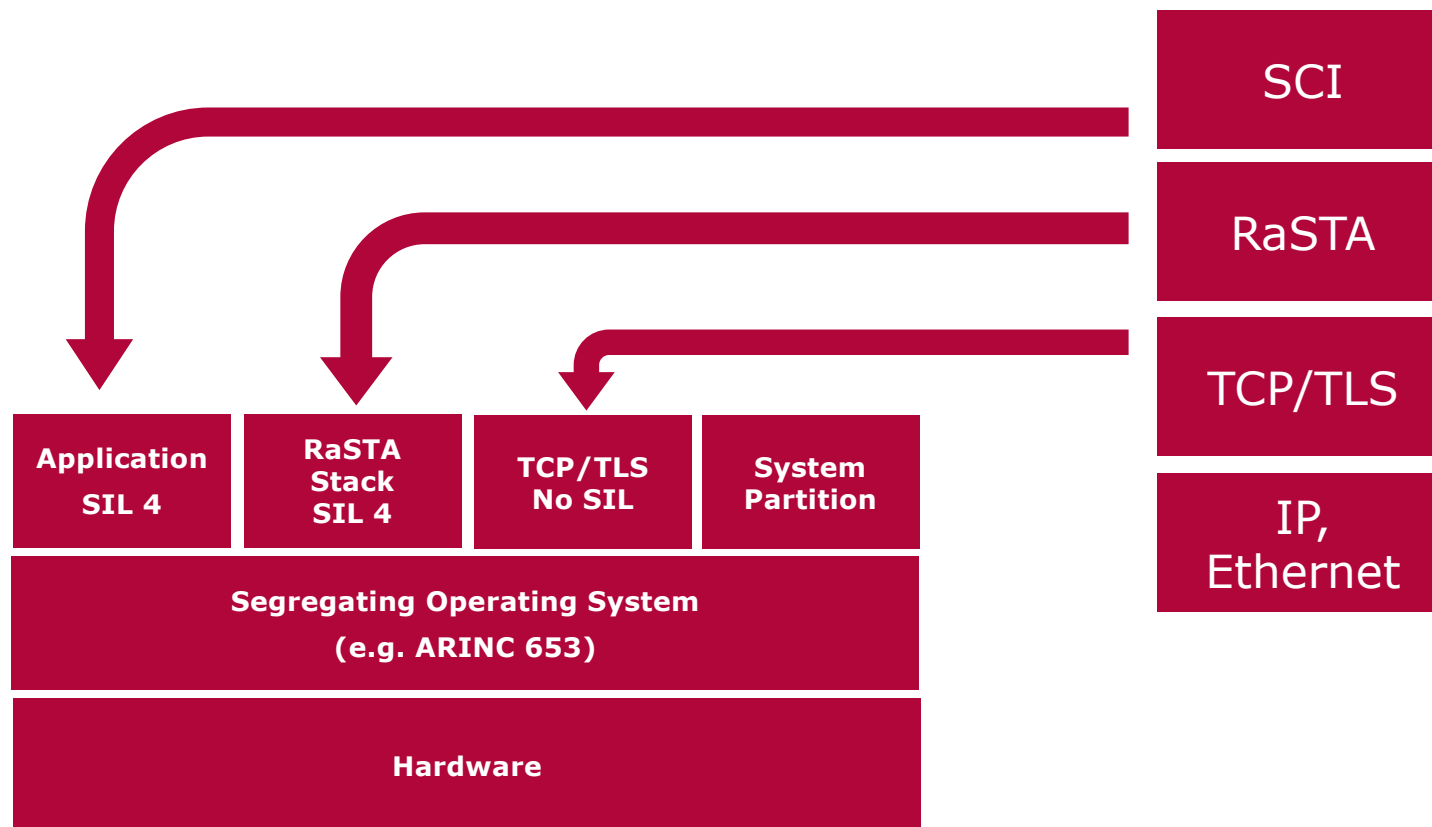 SCI
RaSTA
TCP/TLS
IP,
Ethernet
Application
SIL 4
RaSTA
Stack
SIL 4
TCP/TLS
No SIL
System
Partition
Segregating Operating System
(e.g. ARINC 653)
Hardware